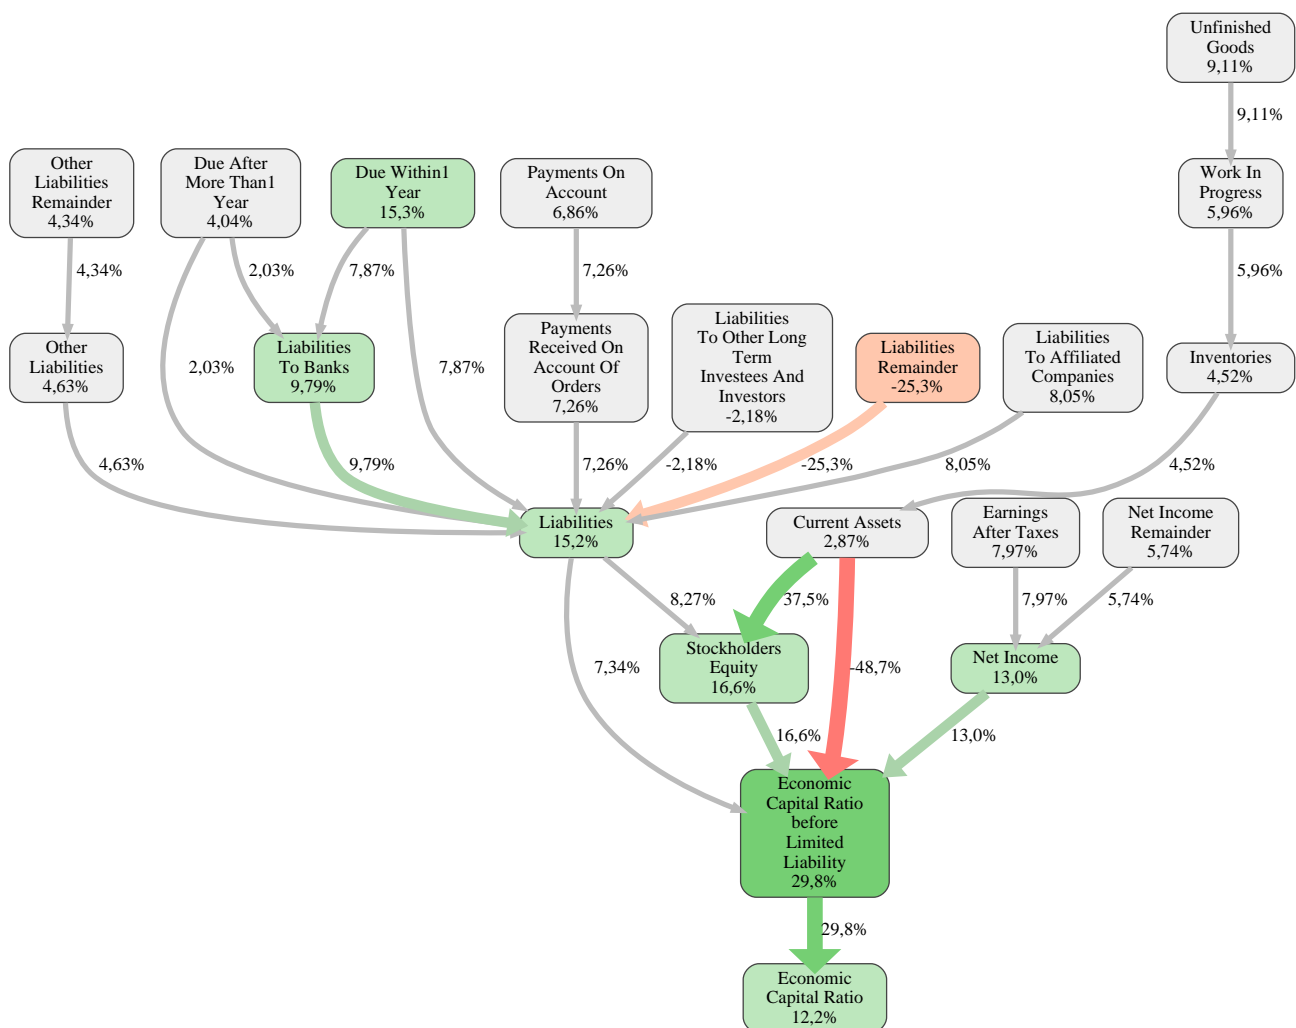 Unfinished
Goods
9,11%
9,11%
Other
Liabilities
Remainder
4,34%
Due After
More Than1
Year
4,04%
Due Within1
Year
15,3%
Payments On
Account
6,86%
Work In
Progress
5,96%
4,34%
2,03%
7,87%
7,26%
5,96%
Other
Liabilities
4,63%
2,03%
Liabilities
To Banks
9,79%
7,87%
Payments
Received On
Account Of
Orders
7,26%
Liabilities
To Other Long
Term
Investees And
Investors
-2,18%
Liabilities
Remainder
-25,3%
Liabilities
To Affiliated
Companies
8,05%
Inventories
4,52%
4,63%
9,79%
7,26%
-2,18%
-25,3%
8,05%
4,52%
Liabilities
15,2%
Current Assets
2,87%
Earnings
After Taxes
7,97%
Net Income
Remainder
5,74%
8,27%
37,5%
7,97%
5,74%
7,34%
Stockholders
Equity
16,6%
-48,7%
Net Income
13,0%
16,6%
13,0%
Economic
Capital Ratio
before
Limited
Liability
29,8%
29,8%
Economic
Capital Ratio
12,2%